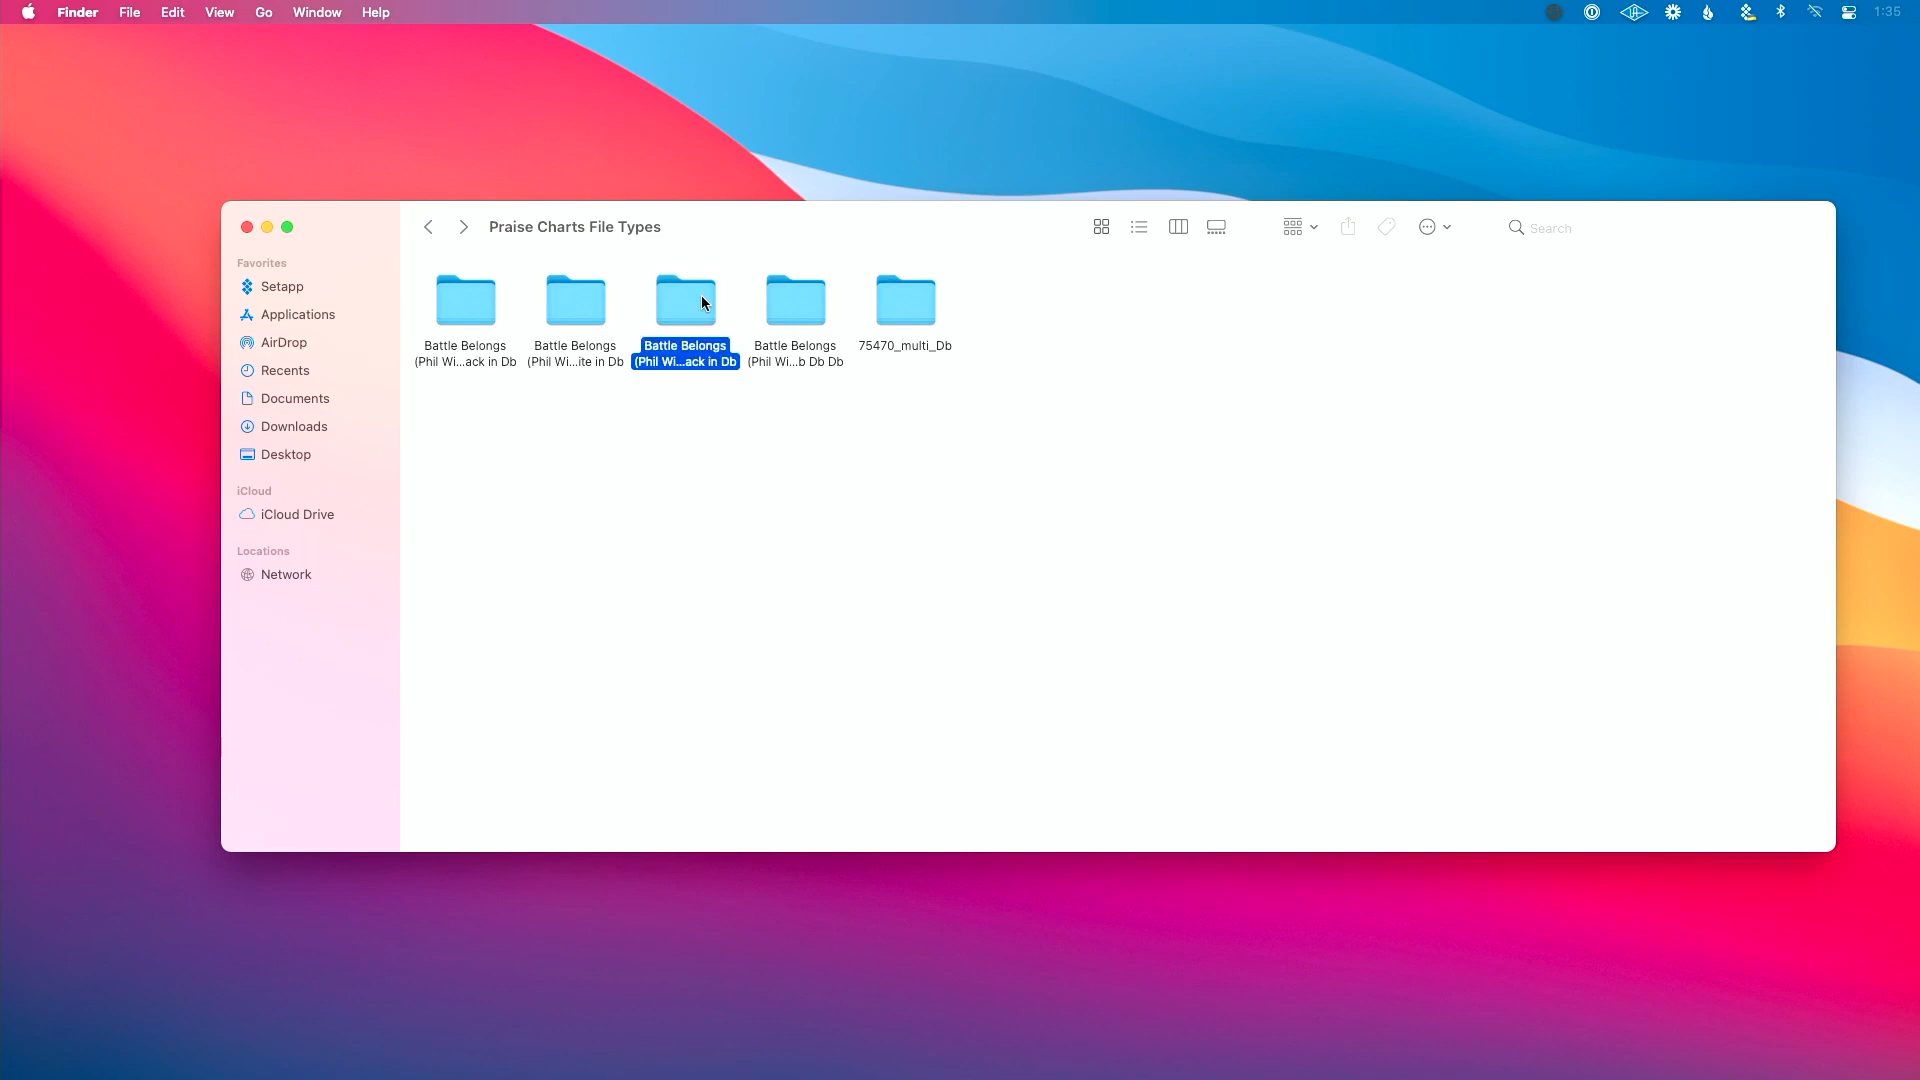 Finder File Edit View Go Window Help 1:35
Praise Charts File Types
Search
Favorites
Setapp
Applications
AirDrop
Recents
Documents
Downloads
Desktop
iCloud
iCloud Drive
Locations
Network
Battle Belongs
(Phil Wi...ack in Db
Battle Belongs
(Phil Wi...ite in Db
Battle Belongs
(Phil Wi...ack in Db
Battle Belongs
(Phil Wi...b Db Db
75470_multi_Db